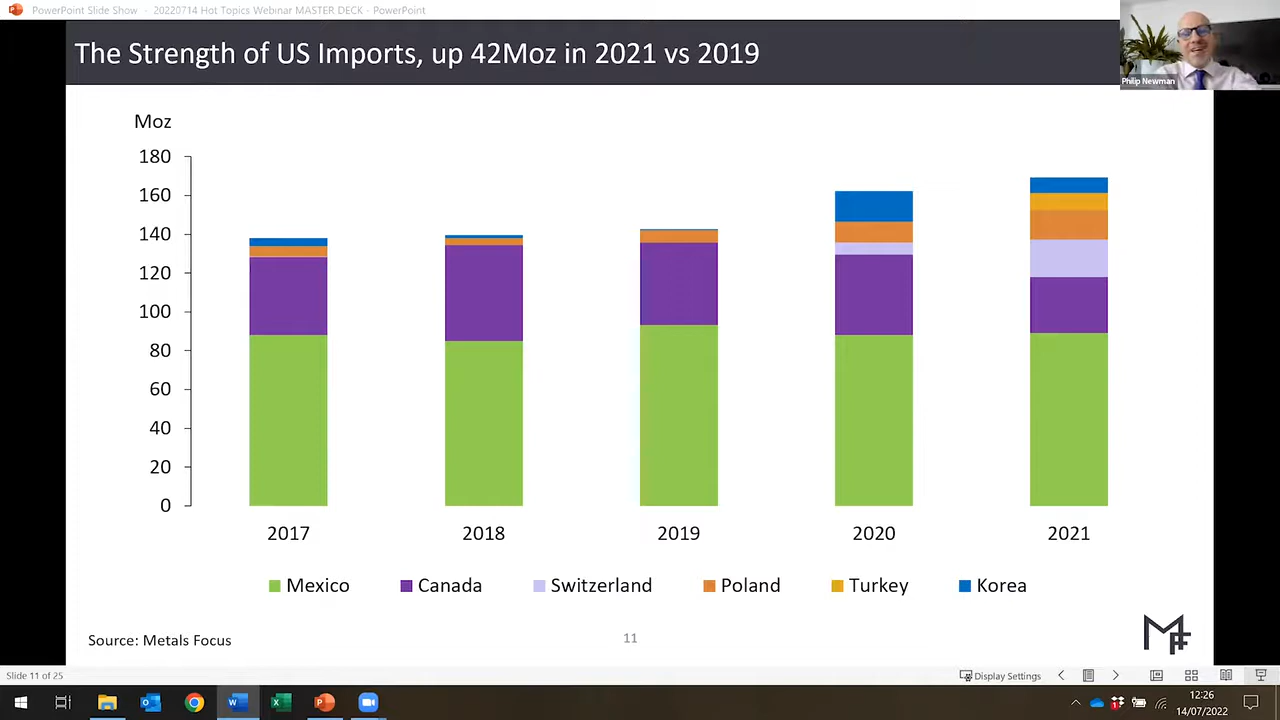 PowerPoint Slide Show - 20220714 Hot Topics Webinar MASTER DECK - PowerPoint
The Strength of US Imports, up 42Moz in 2021 vs 2019
Philip Newman
Moz
180
160
140
120
100
80
60
40
20
0
2017 2018 2019 2020 2021
Mexico Canada Switzerland Poland Turkey Korea
Source: Metals Focus
11
MF
Slide 11 of 25
Display Settings
12:26
14/07/2022